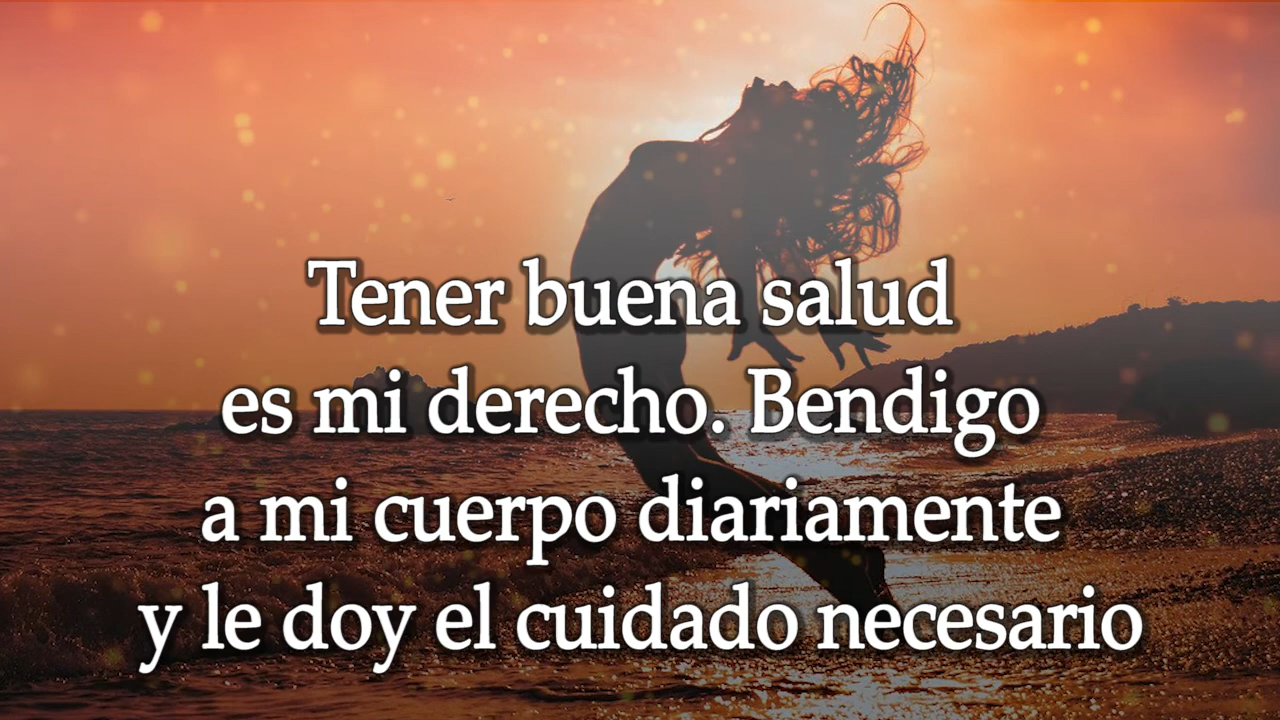 Tener buena salud
es mi derecho. Bendigo
a mi cuerpo diariamente
y le doy el cuidado necesario